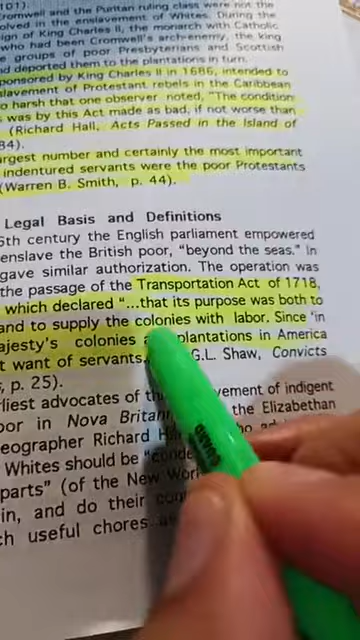 101).
Cromwell and the Puritan ruling class were not the
olved in the enslavement of Whites. During the
ign of King Charles II, the monarch with Catholic
who had been Cromwell's arch-enemy, the king
e groups of poor Presbyterians and Scottish
nd deported them to the plantations in turn.
ponsored by King Charles II in 1686, intended to
slavement of Protestant rebels in the Caribbean
o harsh that one observer noted, "The condition
s was by this Act made as bad, if not worse than
(Richard Hall, Acts Passed in the Island of
84).
argest number and certainly the most important
indentured servants were the poor Protestants
(Warren B. Smith, p. 44).
Legal Basis and Definitions
6th century the English parliament empowered
enslave the British poor, "beyond the seas." In
gave similar authorization. The operation was
the passage of the Transportation Act of 1718,
which declared "...that its purpose was both to
and to supply the colonies with labor. Since 'in
ajesty's colonies plantations in America
t want of servants. G.L. Shaw, Convicts
s, p. 25).
rliest advocates of th vement of indigent
oor in Nova Britan the Elizabethan
eographer Richard H
Whites should be "conde
parts" (of the New Wor
in, and do their
ch useful chores
GUARD